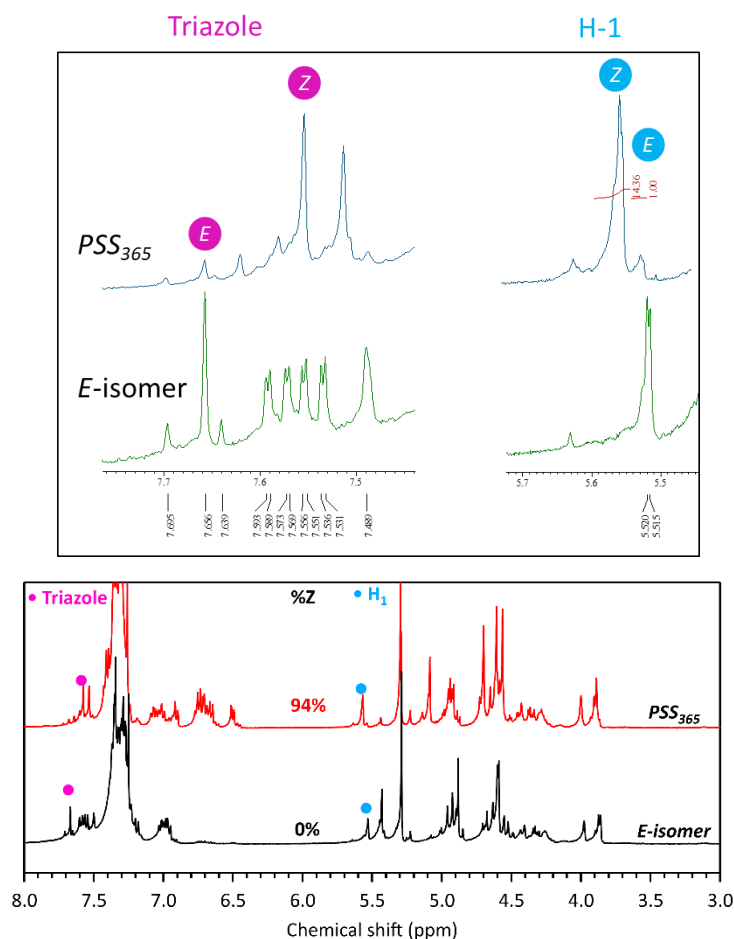 Triazole H-1
Z Z
E
14.36 1.00
E
PSS365
E-isomer
7.7 7.6 7.5 5.7 5.6 5.5
7.695 7.656 7.639 7.593 7.589 7.573 7.569 7.556 7.551 7.536 7.531 7.489 5.520 5.515
Triazole %Z H1
94% PSS365
0% E-isomer
8.0 7.5 7.0 6.5 6.0 5.5 5.0 4.5 4.0 3.5 3.0
Chemical shift (ppm)